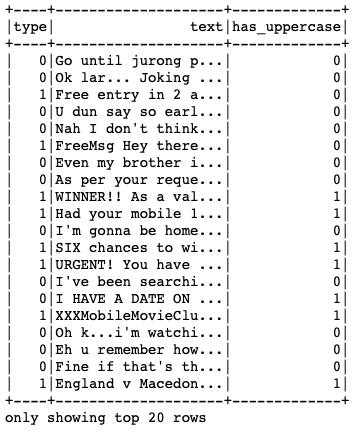 +----+--------------------+-------------+
|type|                text|has_uppercase|
+----+--------------------+-------------+
|   0|Go until jurong p...|            0|
|   0|Ok lar... Joking ...|            0|
|   1|Free entry in 2 a...|            0|
|   0|U dun say so earl...|            0|
|   0|Nah I don't think...|            0|
|   1|FreeMsg Hey there...|            0|
|   0|Even my brother i...|            0|
|   0|As per your reque...|            0|
|   1|WINNER!! As a val...|            1|
|   1|Had your mobile 1...|            1|
|   0|I'm gonna be home...|            0|
|   1|SIX chances to wi...|            1|
|   1|URGENT! You have ...|            1|
|   0|I've been searchi...|            0|
|   0|I HAVE A DATE ON ...|            1|
|   1|XXXMobileMovieClu...|            1|
|   0|Oh k...i'm watchi...|            0|
|   0|Eh u remember how...|            0|
|   0|Fine if that's th...|            0|
|   1|England v Macedon...|            1|
+----+--------------------+-------------+
only showing top 20 rows